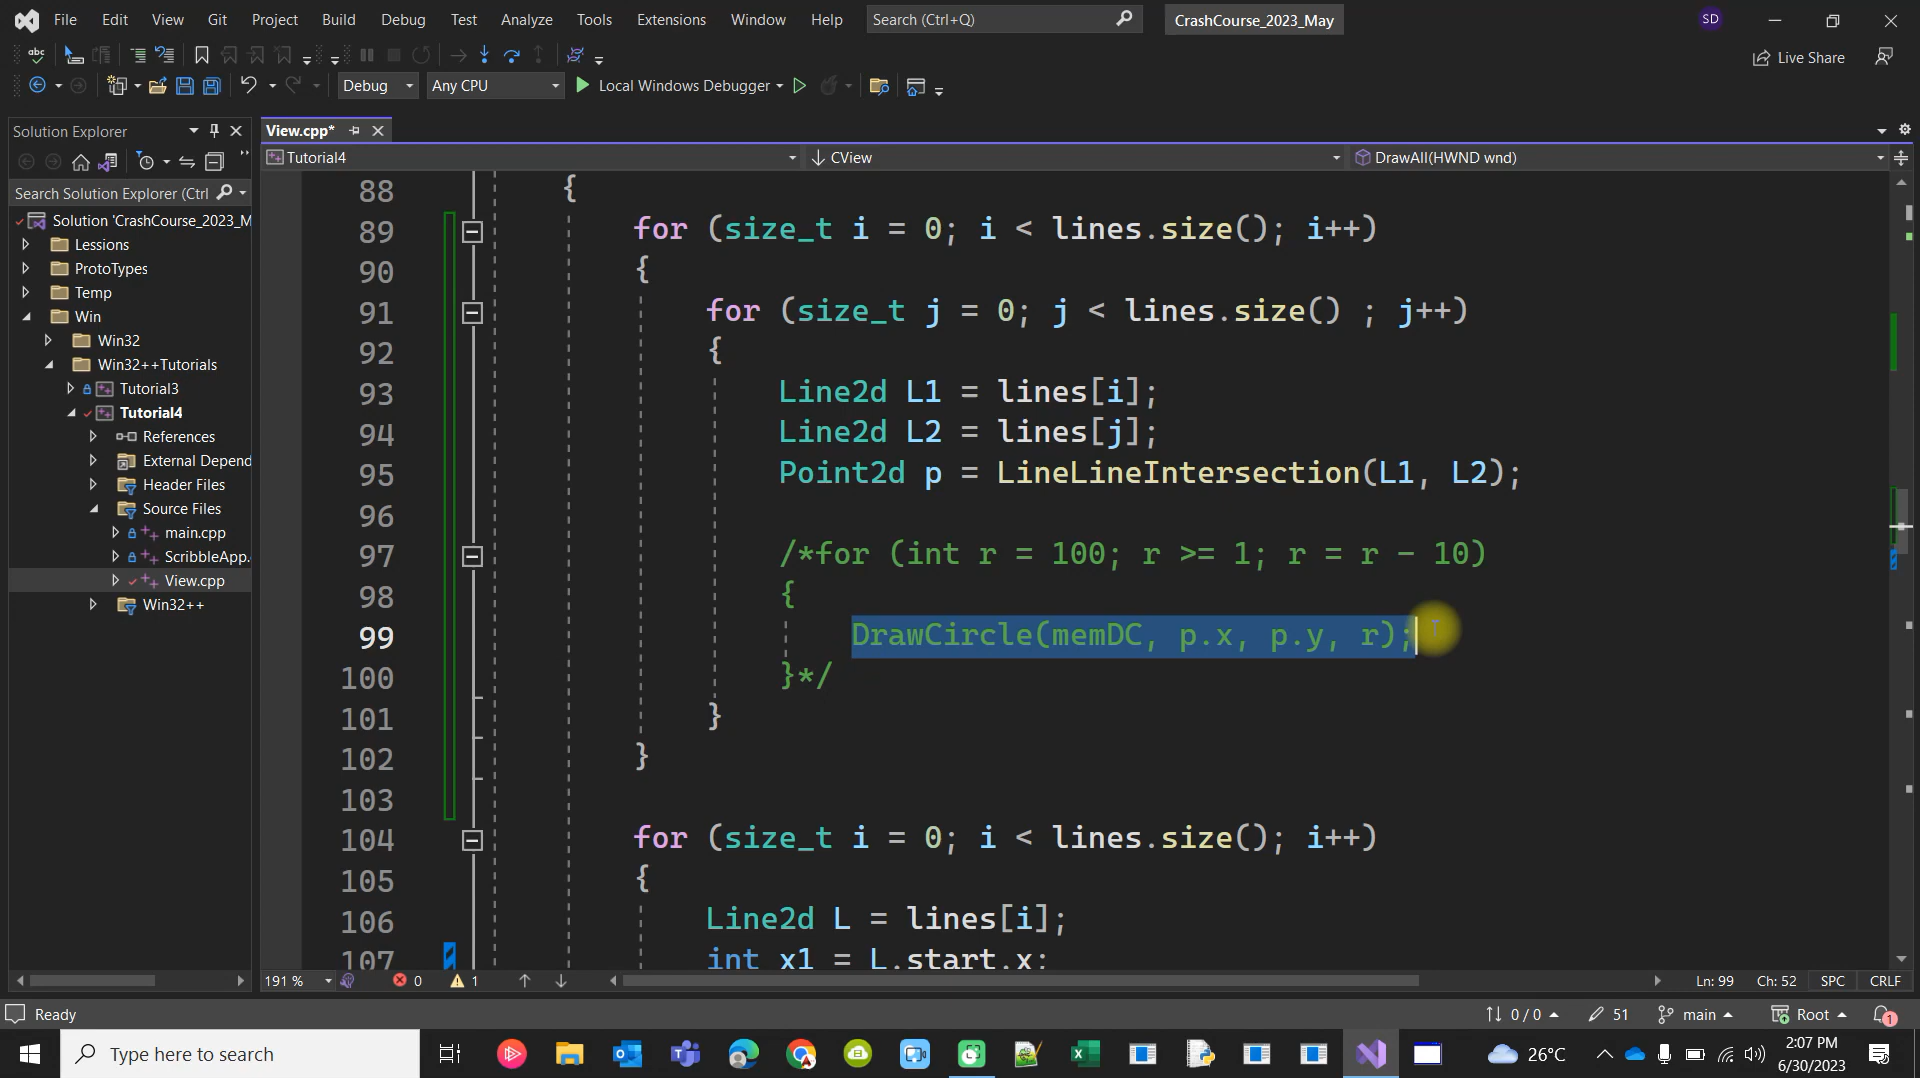 File Edit View Git Project Build Debug Test Analyze Tools Extensions Window Help Search (Ctrl+Q) CrashCourse_2023_May SD
Live Share
Debug Any CPU Local Windows Debugger
Solution Explorer View.cpp*
Tutorial4 CView DrawAll(HWND wnd)
Search Solution Explorer (Ctrl
Solution 'CrashCourse_2023_M
Lessions
ProtoTypes
Temp
Win
Win32
Win32++Tutorials
Tutorial3
Tutorial4
References
External Depend
Header Files
Source Files
main.cpp
ScribbleApp.
View.cpp
Win32++
88 {
89 for (size_t i = 0; i < lines.size(); i++)
90 {
91 for (size_t j = 0; j < lines.size() ; j++)
92 {
93 Line2d L1 = lines[i];
94 Line2d L2 = lines[j];
95 Point2d p = LineLineIntersection(L1, L2);
96
97 /*for (int r = 100; r >= 1; r = r - 10)
98 {
99 DrawCircle(memDC, p.x, p.y, r);
100 }*/
101 }
102 }
103
104 for (size_t i = 0; i < lines.size(); i++)
105 {
106 Line2d L = lines[i];
107 int x1 = L.start.x;
191 % 0 1 Ln: 99 Ch: 52 SPC CRLF
Ready 0 / 0 51 main Root 1
Type here to search 26°C 2:07 PM
6/30/2023